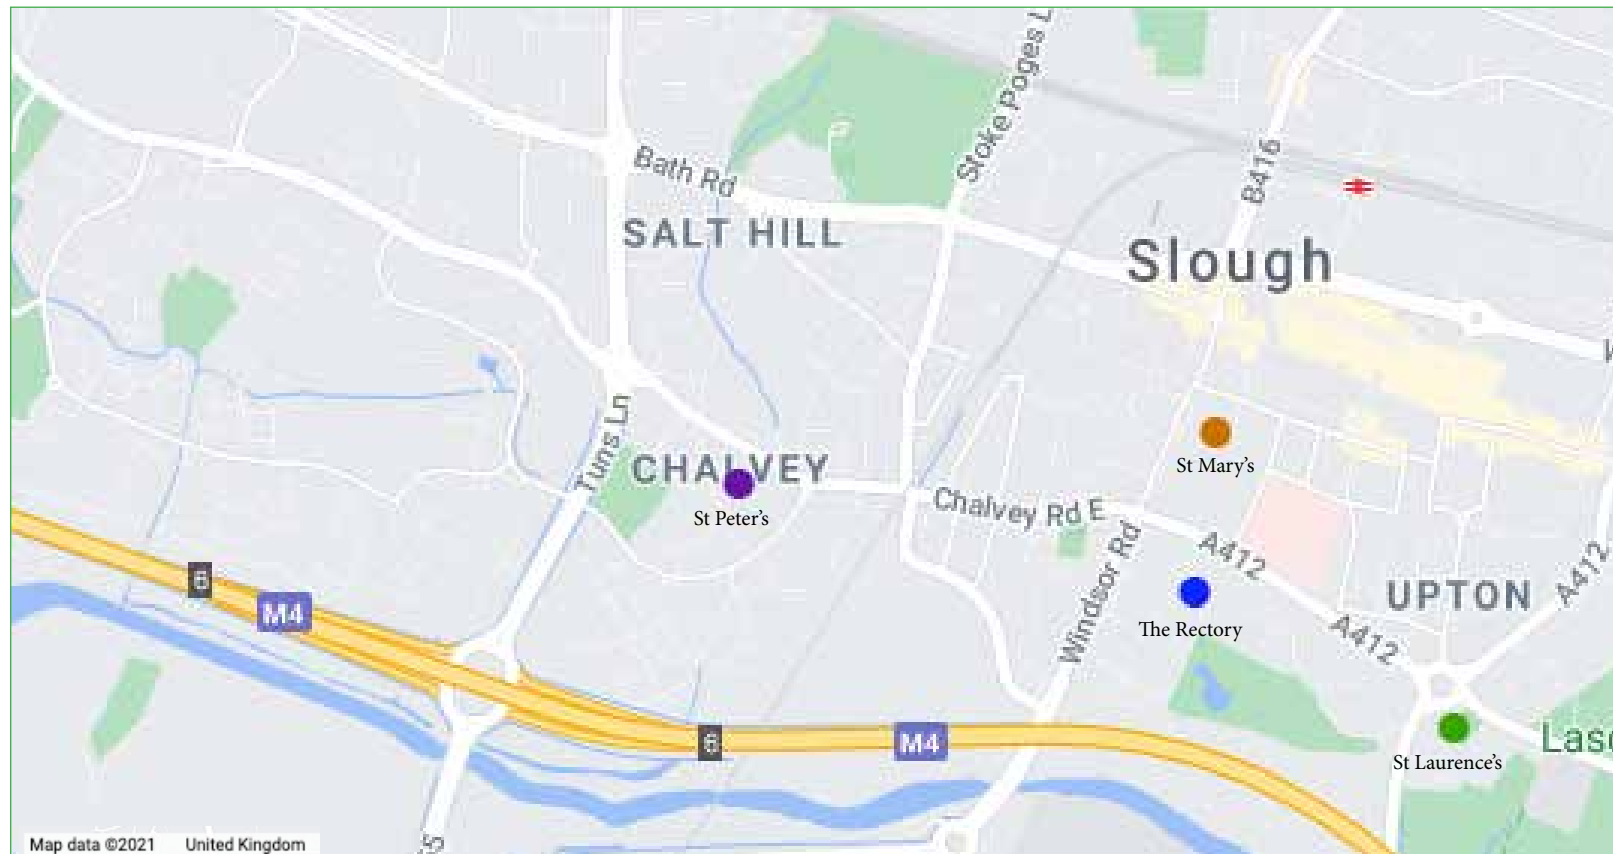 Stoke Poges L
Bath Rd
B416
SALT HILL
Slough
Tuns Ln
CHALVEY
St Mary's
St Peter's
Chalvey Rd E
A412
Windsor Rd
6
M4
UPTON
A412
The Rectory
A412
6
M4
Lasc
St Laurence's
Map data ©2021 United Kingdom